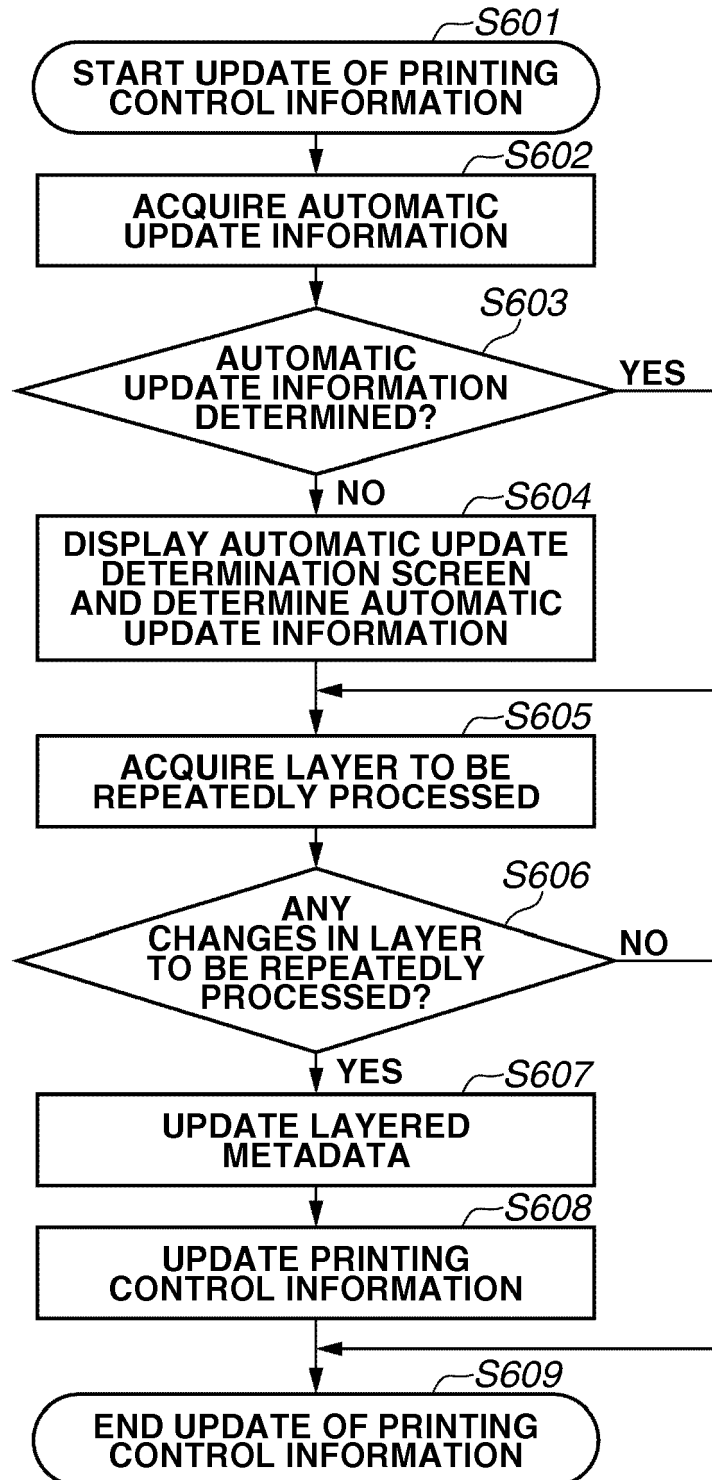 S601
START UPDATE OF PRINTING
CONTROL INFORMATION
S602
ACQUIRE AUTOMATIC
UPDATE INFORMATION
S603
AUTOMATIC
UPDATE INFORMATION
DETERMINED?
YES
NO
S604
DISPLAY AUTOMATIC UPDATE
DETERMINATION SCREEN
AND DETERMINE AUTOMATIC
UPDATE INFORMATION
S605
ACQUIRE LAYER TO BE
REPEATEDLY PROCESSED
S606
ANY
CHANGES IN LAYER
TO BE REPEATEDLY
PROCESSED?
NO
YES
S607
UPDATE LAYERED
METADATA
S608
UPDATE PRINTING
CONTROL INFORMATION
S609
END UPDATE OF PRINTING
CONTROL INFORMATION